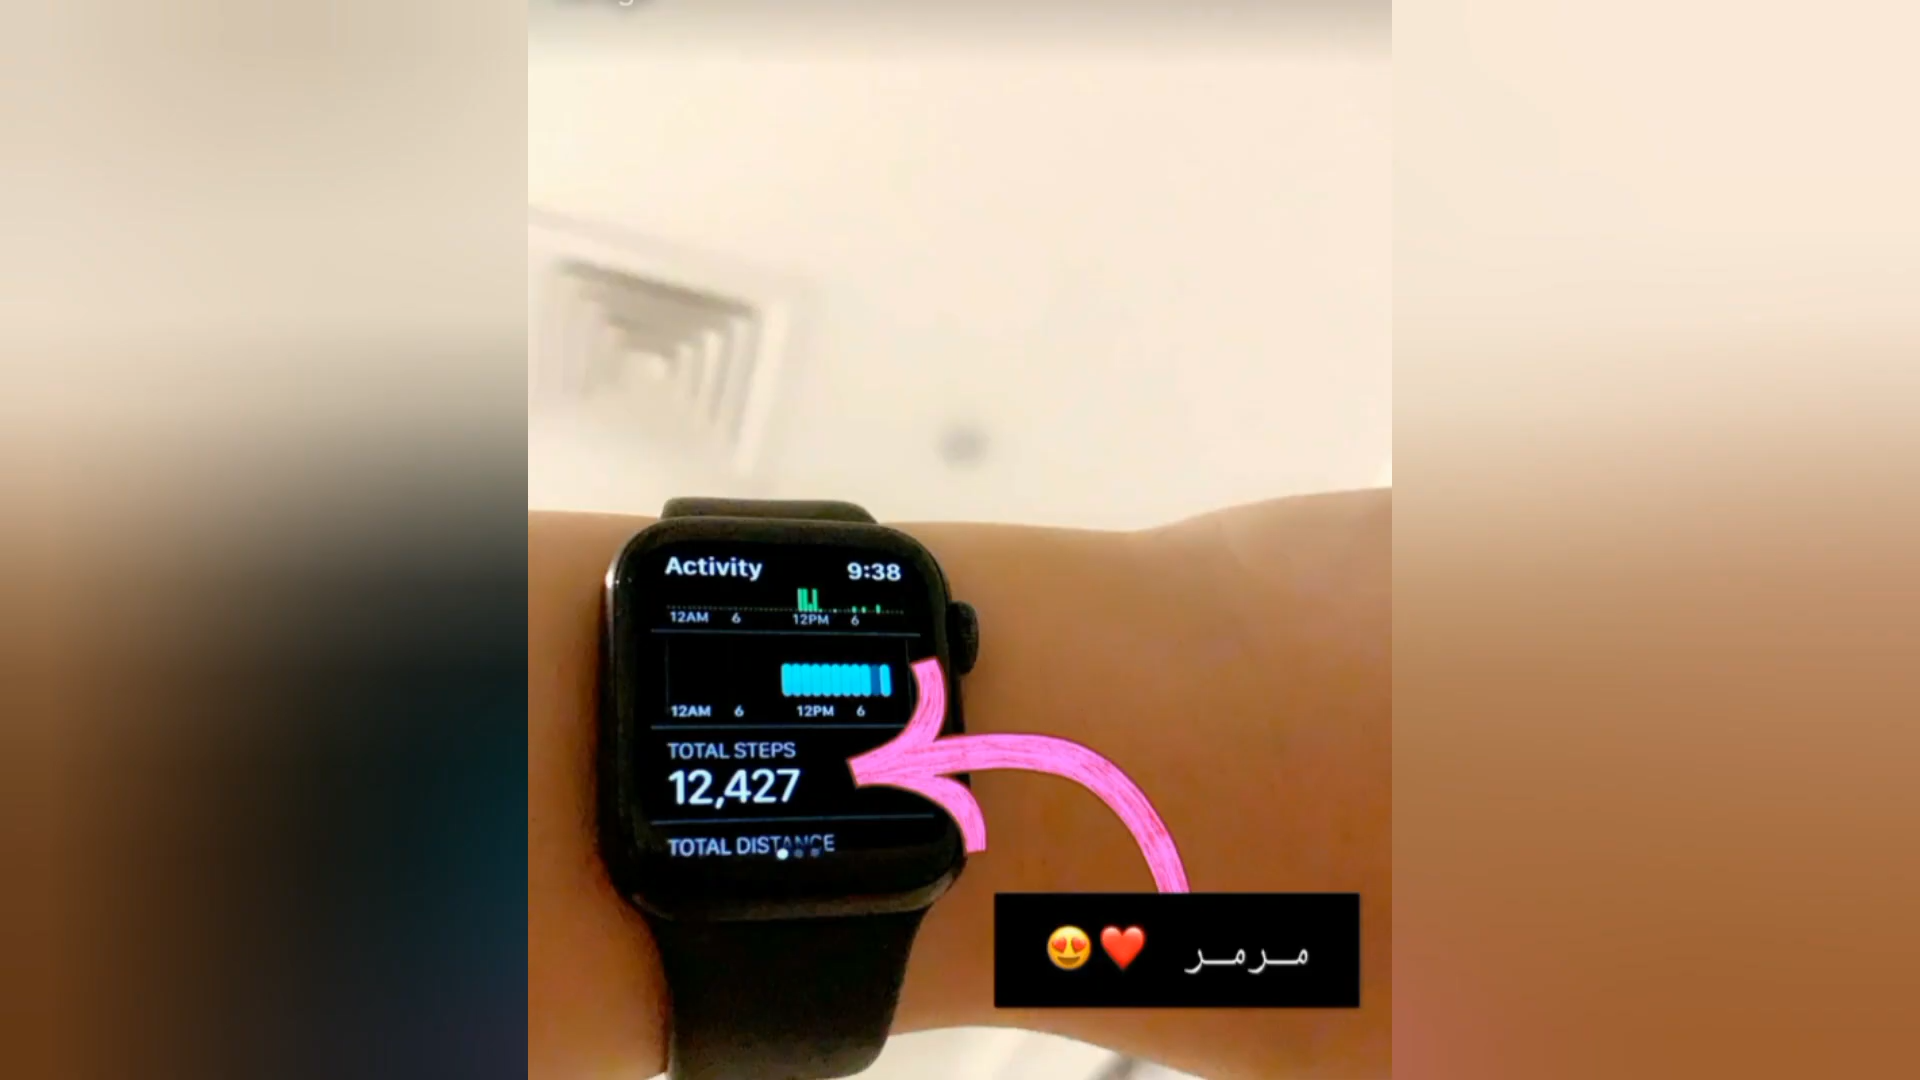 Activity 9:38
12AM 6 12PM 6
12AM 6 12PM 6
TOTAL STEPS
12,427
TOTAL DISTANCE
مـرمـر ❤️😍